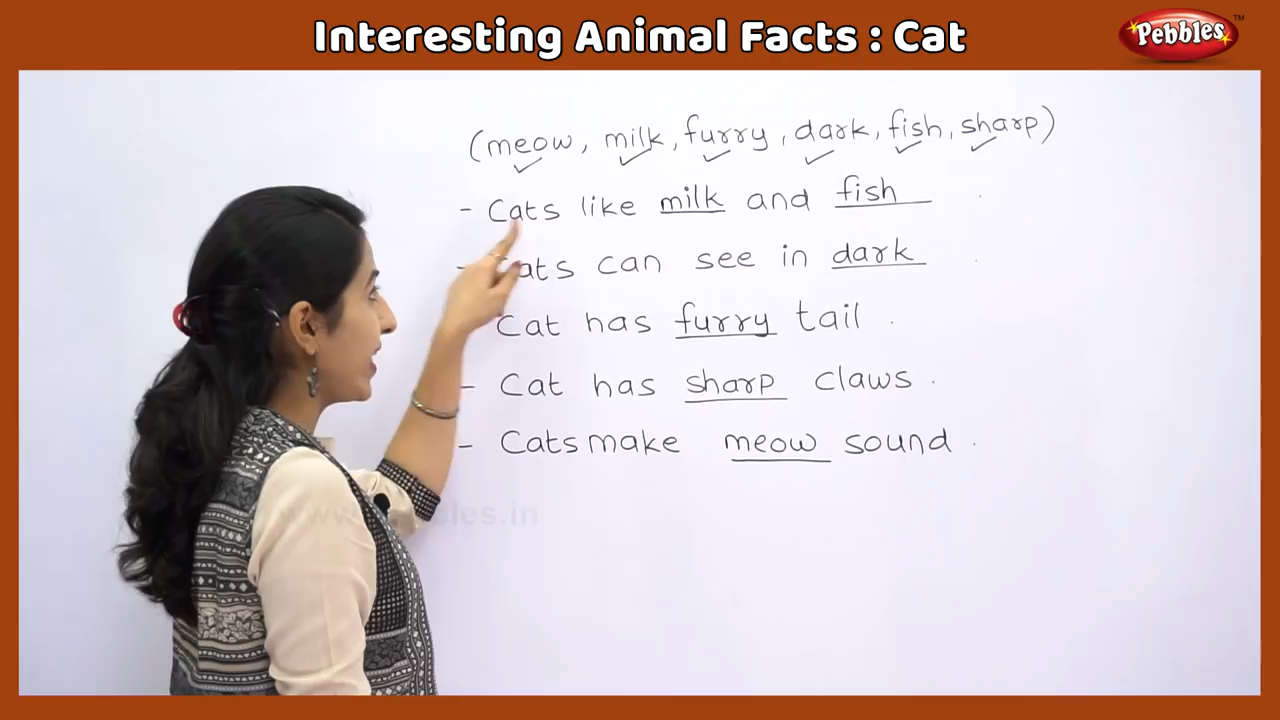 Interesting Animal Facts : Cat
Pebbles™
(meow, milk, furry, dark, fish, sharp)
- Cats like milk and fish .
- Cats can see in dark .
Cat has furry tail .
- Cat has sharp claws .
- Cats make meow sound .